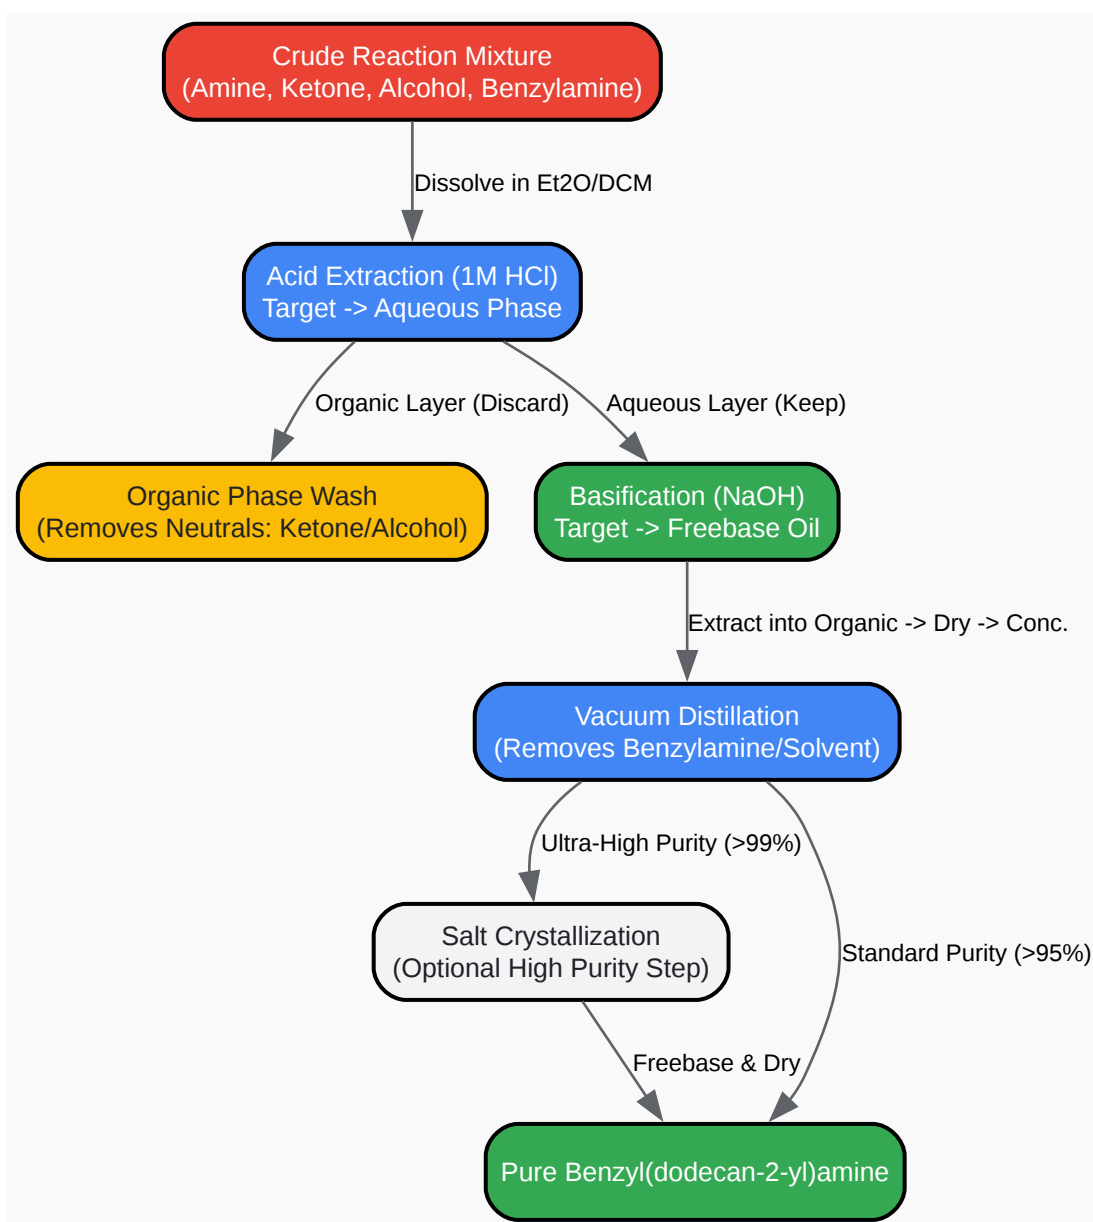 Crude Reaction Mixture
(Amine, Ketone, Alcohol, Benzylamine)
Dissolve in Et2O/DCM
Acid Extraction (1M HCl)
Target -> Aqueous Phase
Organic Layer (Discard)
Aqueous Layer (Keep)
Organic Phase Wash
(Removes Neutrals: Ketone/Alcohol)
Basification (NaOH)
Target -> Freebase Oil
Extract into Organic -> Dry -> Conc.
Vacuum Distillation
(Removes Benzylamine/Solvent)
Ultra-High Purity (>99%)
Salt Crystallization
(Optional High Purity Step)
Standard Purity (>95%)
Freebase & Dry
Pure Benzyl(dodecan-2-yl)amine